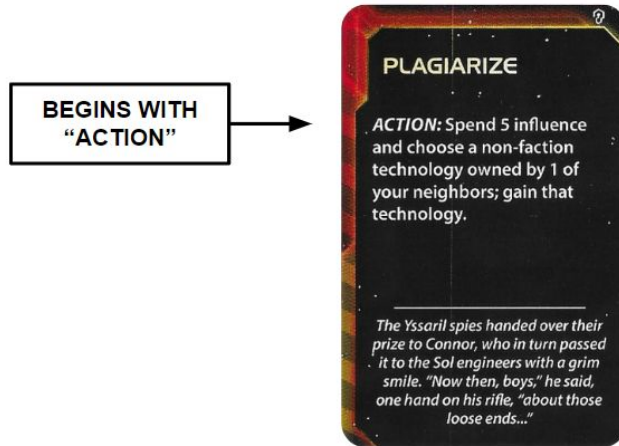 BEGINS WITH
“ACTION”
PLAGIARIZE
ACTION: Spend 5 influence
and choose a non-faction
technology owned by 1 of
your neighbors; gain that
technology.
The Yssaril spies handed over their
prize to Connor, who in turn passed
it to the Sol engineers with a grim
smile. "Now then, boys," he said,
one hand on his rifle, "about those
loose ends..."